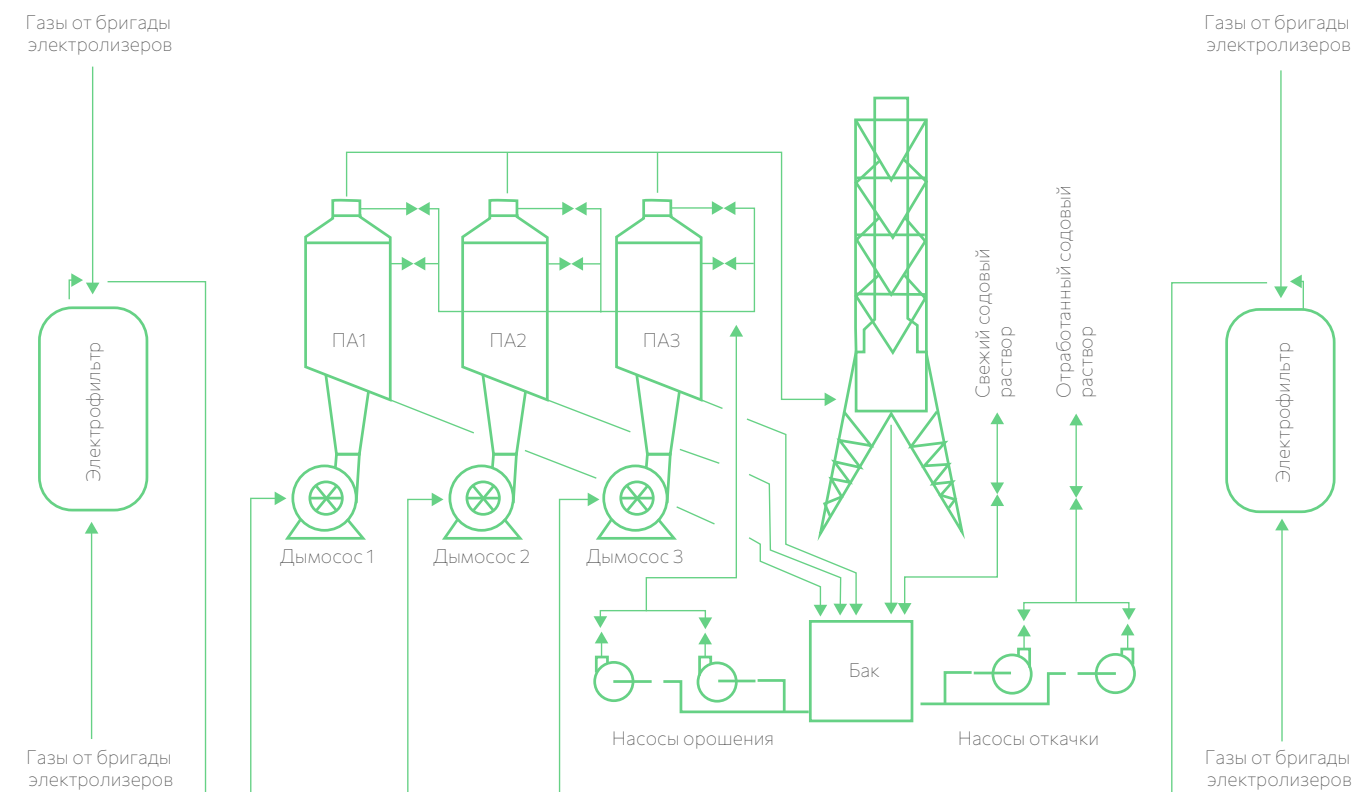 Газы от бригады
электролизеров
Газы от бригады
электролизеров
Свежий содовый
раствор
Отработанный содовый
раствор
ПА1
ПА2
ПА3
Электрофильтр
Электрофильтр
Дымосос 1
Дымосос 2
Дымосос 3
Бак
Насосы орошения
Насосы откачки
Газы от бригады
электролизеров
Газы от бригады
электролизеров